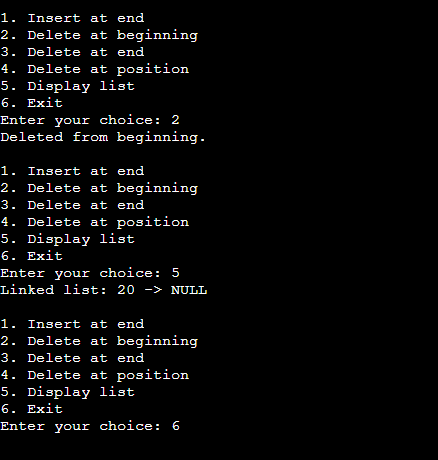 1. Insert at end
2. Delete at beginning
3. Delete at end
4. Delete at position
5. Display list
6. Exit
Enter your choice: 2
Deleted from beginning.
1. Insert at end
2. Delete at beginning
3. Delete at end
4. Delete at position
5. Display list
6. Exit
Enter your choice: 5
Linked list: 20 -> NULL
1. Insert at end
2. Delete at beginning
3. Delete at end
4. Delete at position
5. Display list
6. Exit
Enter your choice: 6